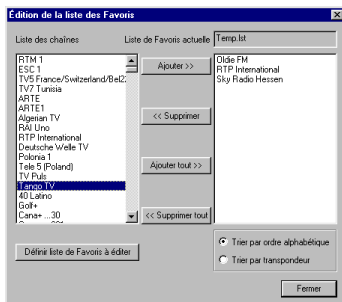 Édition de la liste des Favoris
Liste des chaînes
Liste de Favoris actuelle
Temp.lst
RTM 1
ESC 1
TV5 France/Switzerland/Bel2
TV7 Tunisia
ARTE
ARTE1
Algerian TV
RAI Uno
RTP International
Deutsche Welle TV
Polonia 1
Tele 5 (Poland)
TV Puls
Tango TV
40 Latino
Golf+
Cana+ ...30
Ajouter >>
<< Supprimer
Ajouter tout >>
<< Supprimer tout
Oldie FM
RTP International
Sky Radio Hessen
Définir liste de Favoris à éditer
Trier par ordre alphabétique
Trier par transpondeur
Fermer